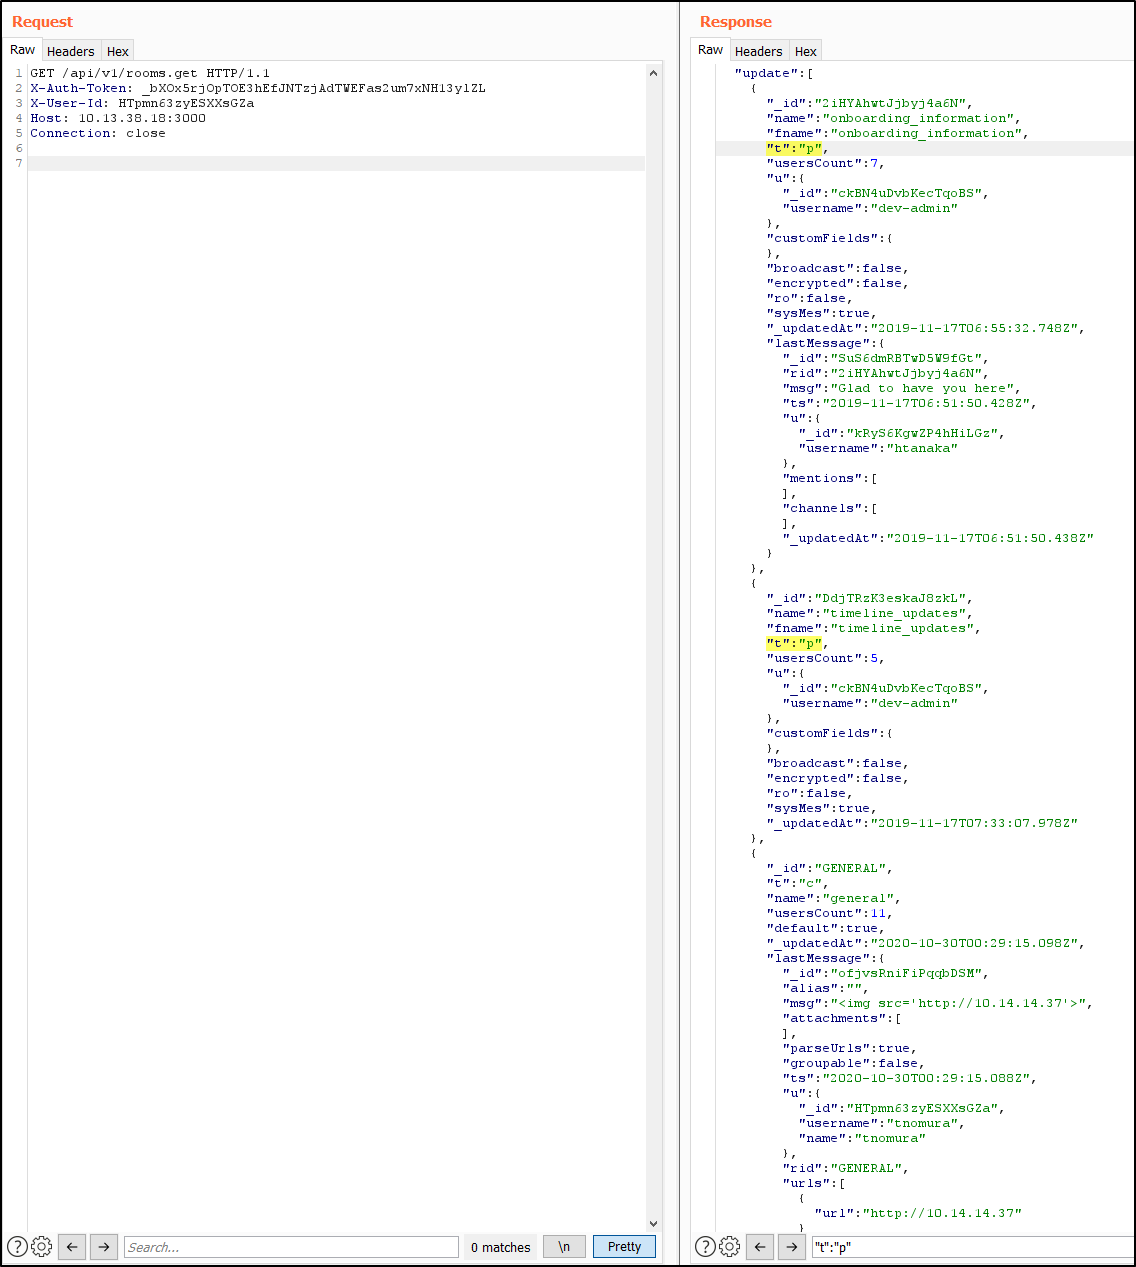 Request
Raw Headers Hex
1 GET /api/v1/rooms.get HTTP/1.1
2 X-Auth-Token: _bXOx5rjOpTOE3hEfJNTzjAdTWEFas2um7xNH13ylZL
3 X-User-Id: HTpmn63zyESXXsGZa
4 Host: 10.13.38.18:3000
5 Connection: close
6
7
Search...
0 matches
\n
Pretty
Response
Raw Headers Hex
"update":[
{
"_id":"2iHYAhwtJjbyj4a6N",
"name":"onboarding_information",
"fname":"onboarding_information",
"t":"p",
"usersCount":7,
"u":{
"_id":"ckBN4uDvbKecTqoBS",
"username":"dev-admin"
},
"customFields":{
},
"broadcast":false,
"encrypted":false,
"ro":false,
"sysMes":true,
"_updatedAt":"2019-11-17T06:55:32.748Z",
"lastMessage":{
"_id":"SuS6dmRBTwD5W9fGt",
"rid":"2iHYAhwtJjbyj4a6N",
"msg":"Glad to have you here",
"ts":"2019-11-17T06:51:50.428Z",
"u":{
"_id":"kRyS6KgwZP4hHiLGz",
"username":"htanaka"
},
"mentions":[
],
"channels":[
],
"_updatedAt":"2019-11-17T06:51:50.438Z"
}
},
{
"_id":"DdjTRzK3eskaJ8zkL",
"name":"timeline_updates",
"fname":"timeline_updates",
"t":"p",
"usersCount":5,
"u":{
"_id":"ckBN4uDvbKecTqoBS",
"username":"dev-admin"
},
"customFields":{
},
"broadcast":false,
"encrypted":false,
"ro":false,
"sysMes":true,
"_updatedAt":"2019-11-17T07:33:07.978Z"
},
{
"_id":"GENERAL",
"t":"c",
"name":"general",
"usersCount":11,
"default":true,
"_updatedAt":"2020-10-30T00:29:15.098Z",
"lastMessage":{
"_id":"ofjvsRniFiPqqbDSM",
"alias":"",
"msg":"<img src='http://10.14.14.37'>",
"attachments":[
],
"parseUrls":true,
"groupable":false,
"ts":"2020-10-30T00:29:15.088Z",
"u":{
"_id":"HTpmn63zyESXXsGZa",
"username":"tnomura",
"name":"tnomura"
},
"rid":"GENERAL",
"urls":[
{
"url":"http://10.14.14.37"
}
"t":"p"